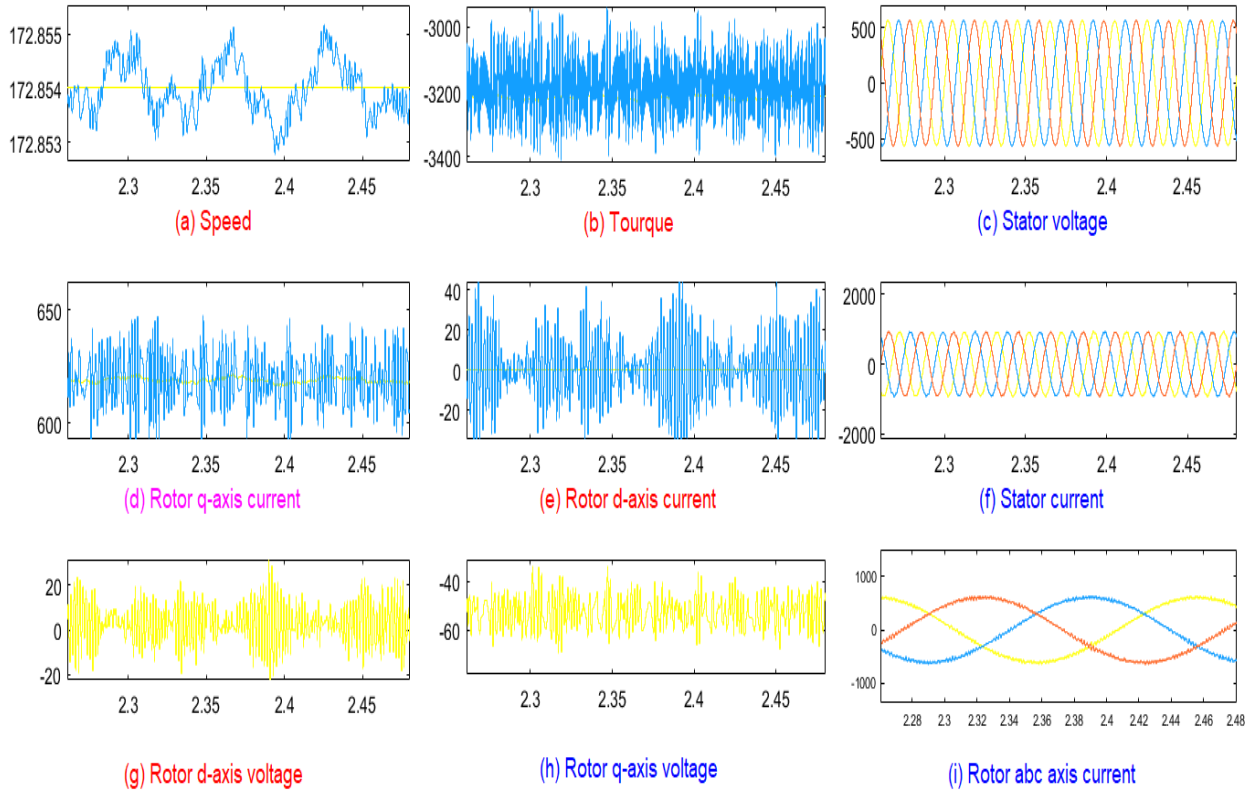 172.855
172.854
172.853
2.3 2.35 2.4 2.45
(a) Speed
-3000
-3200
-3400
2.3 2.35 2.4 2.45
(b) Tourque
500
0
-500
2.3 2.35 2.4 2.45
(c) Stator voltage
650
600
2.3 2.35 2.4 2.45
(d) Rotor q-axis current
40
20
0
-20
2.3 2.35 2.4 2.45
(e) Rotor d-axis current
2000
0
-2000
2.3 2.35 2.4 2.45
(f) Stator current
20
0
-20
2.3 2.35 2.4 2.45
(g) Rotor d-axis voltage
-40
-60
2.3 2.35 2.4 2.45
(h) Rotor q-axis voltage
1000
0
-1000
2.28 2.3 2.32 2.34 2.36 2.38 2.4 2.42 2.44 2.46 2.48
(i) Rotor abc axis current